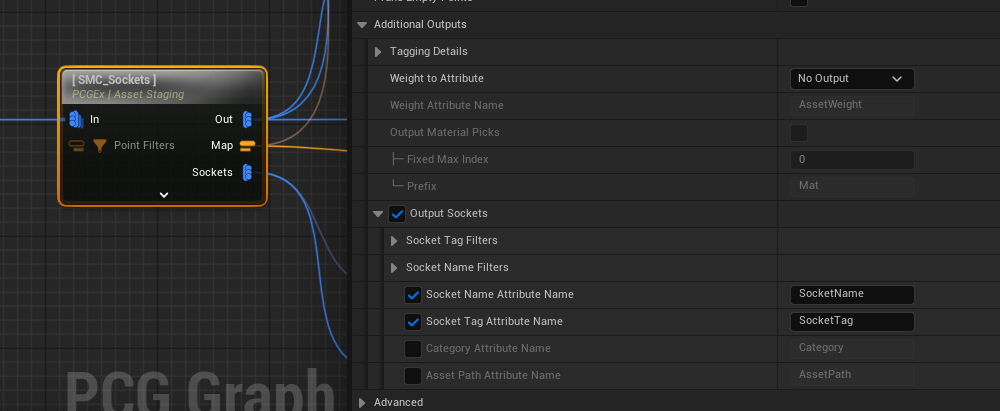 Additional Outputs
Tagging Details
[ SMC_Sockets ]
Weight to Attribute
No Output
PCGEx | Asset Staging
Weight Attribute Name
AssetWeight
In
Out
Output Material Picks
Point Filters
Map
Fixed Max Index
0
Sockets
Prefix
Mat
Output Sockets
Socket Tag Filters
Socket Name Filters
Socket Name Attribute Name
SocketName
Socket Tag Attribute Name
SocketTag
Category Attribute Name
Category
Asset Path Attribute Name
AssetPath
PCG Graph
Advanced